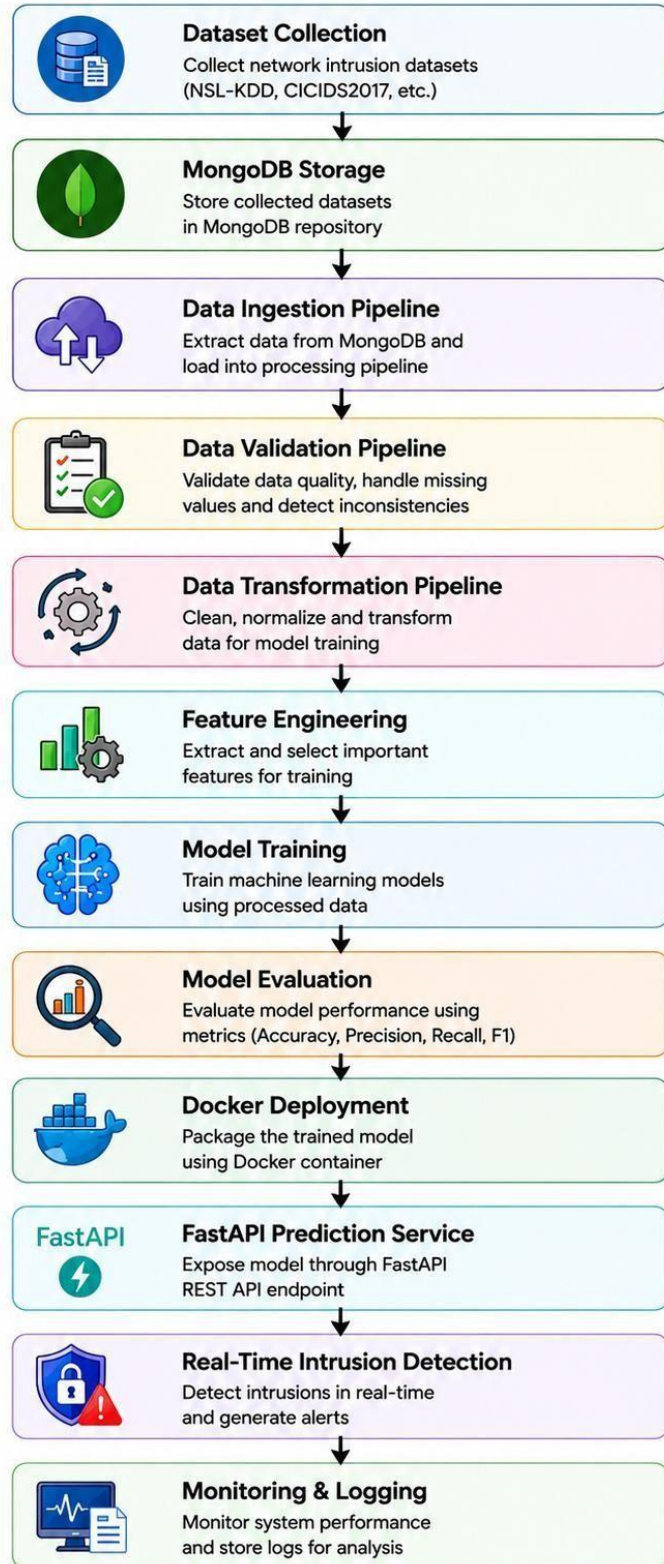 Dataset Collection
Collect network intrusion datasets
(NSL-KDD, CICIDS2017, etc.)
MongoDB Storage
Store collected datasets
in MongoDB repository
Data Ingestion Pipeline
Extract data from MongoDB and
load into processing pipeline
Data Validation Pipeline
Validate data quality, handle missing
values and detect inconsistencies
Data Transformation Pipeline
Clean, normalize and transform
data for model training
Feature Engineering
Extract and select important
features for training
Model Training
Train machine learning models
using processed data
Model Evaluation
Evaluate model performance using
metrics (Accuracy, Precision, Recall, F1)
Docker Deployment
Package the trained model
using Docker container
FastAPI
FastAPI Prediction Service
Expose model through FastAPI
REST API endpoint
Real-Time Intrusion Detection
Detect intrusions in real-time
and generate alerts
Monitoring & Logging
Monitor system performance
and store logs for analysis